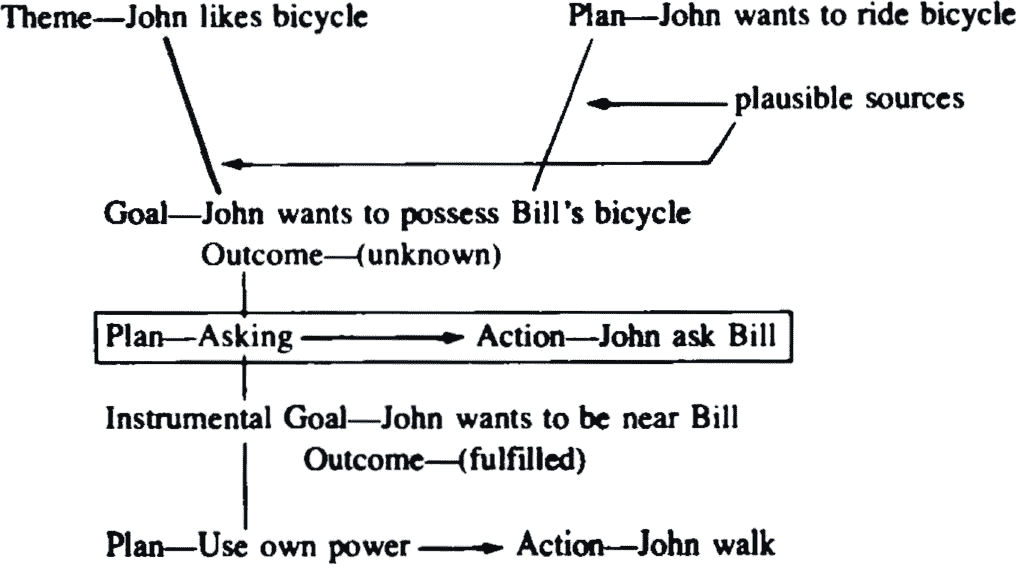 Theme—John likes bicycle
Plan—John wants to ride bicycle
plausible sources
Goal—John wants to possess Bill's bicycle
Outcome—(unknown)
Plan—Asking
Action—John ask Bill
Instrumental Goal—John wants to be near Bill
Outcome—(fulfilled)
Plan—Use own power
Action—John walk